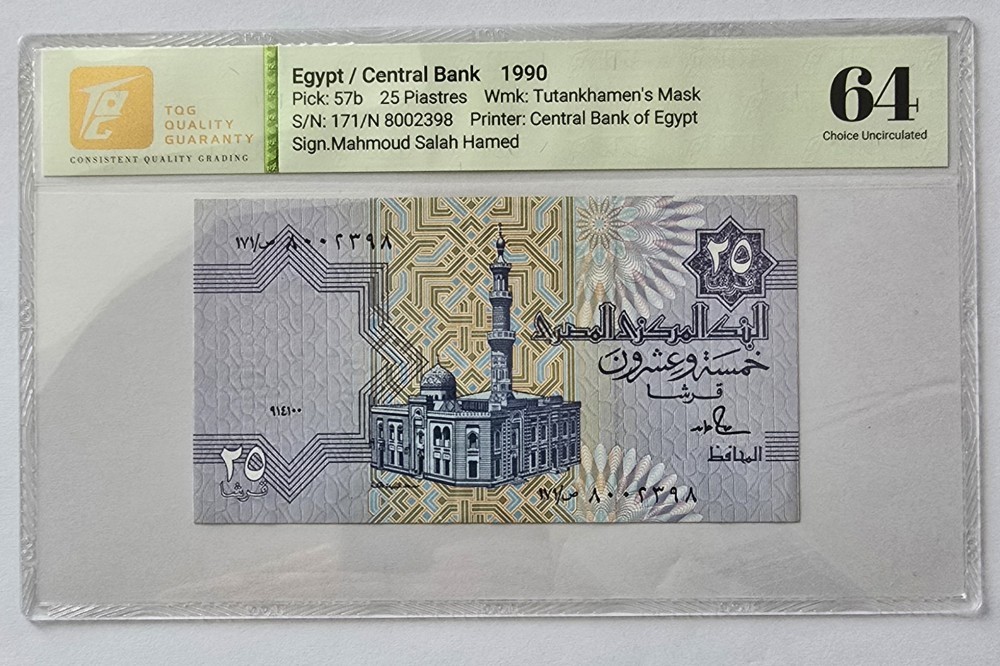 TQG
QUALITY
GUARANTY
CONSISTENT QUALITY GRADING
Egypt / Central Bank 1990
Pick: 57b 25 Piastres Wmk: Tutankhamen's Mask
S/N: 171/N 8002398 Printer: Central Bank of Egypt
Sign.Mahmoud Salah Hamed
64
Choice Uncirculated
١٧١/ص ٨٠٠٢٣٩٨
٢٥
قرشا
البنك المركزى المصرى
خمسة وعشرون
قرشا
المحافظ
٩١٤١٠٠
٢٥
قرشا
١٧١/ص ٨٠٠٢٣٩٨